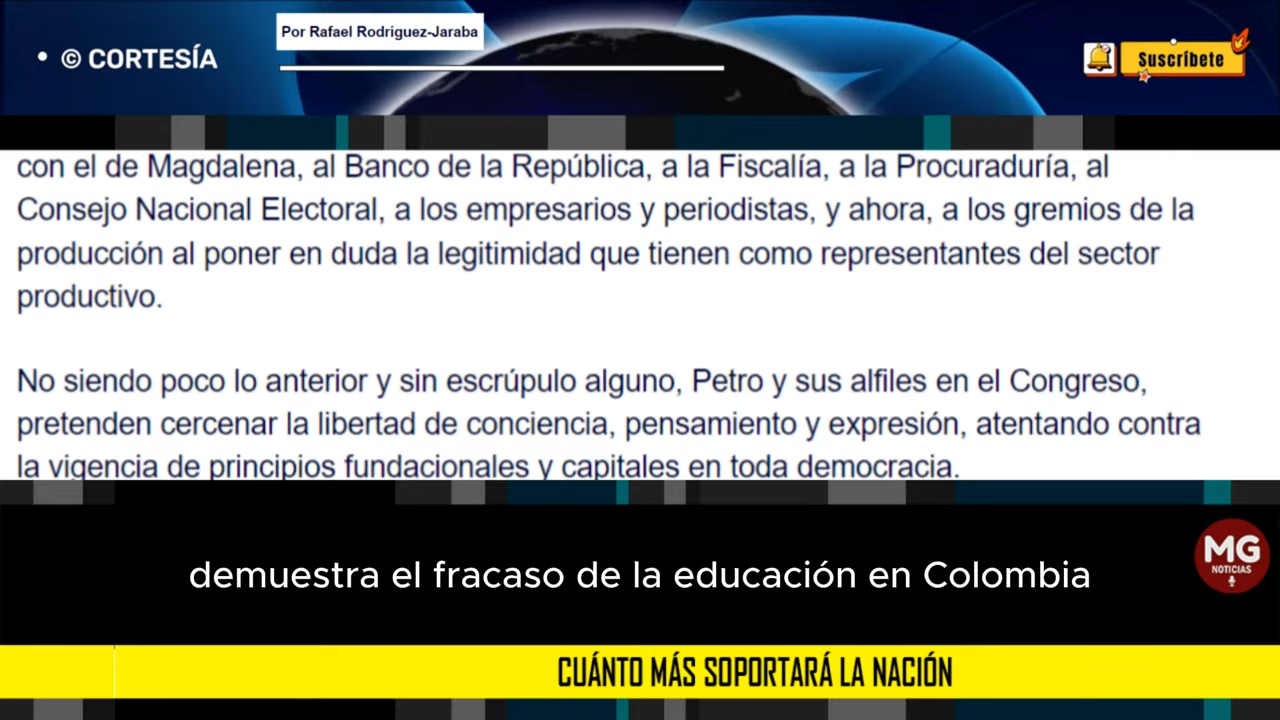 • © CORTESÍA
Por Rafael Rodríguez-Jaraba
Suscríbete
con el de Magdalena, al Banco de la República, a la Fiscalía, a la Procuraduría, al
Consejo Nacional Electoral, a los empresarios y periodistas, y ahora, a los gremios de la
producción al poner en duda la legitimidad que tienen como representantes del sector
productivo.
No siendo poco lo anterior y sin escrúpulo alguno, Petro y sus alfiles en el Congreso,
pretenden cercenar la libertad de conciencia, pensamiento y expresión, atentando contra
la vigencia de principios fundacionales y capitales en toda democracia.
demuestra el fracaso de la educación en Colombia
MG
NOTICIAS
CUÁNTO MÁS SOPORTARÁ LA NACIÓN